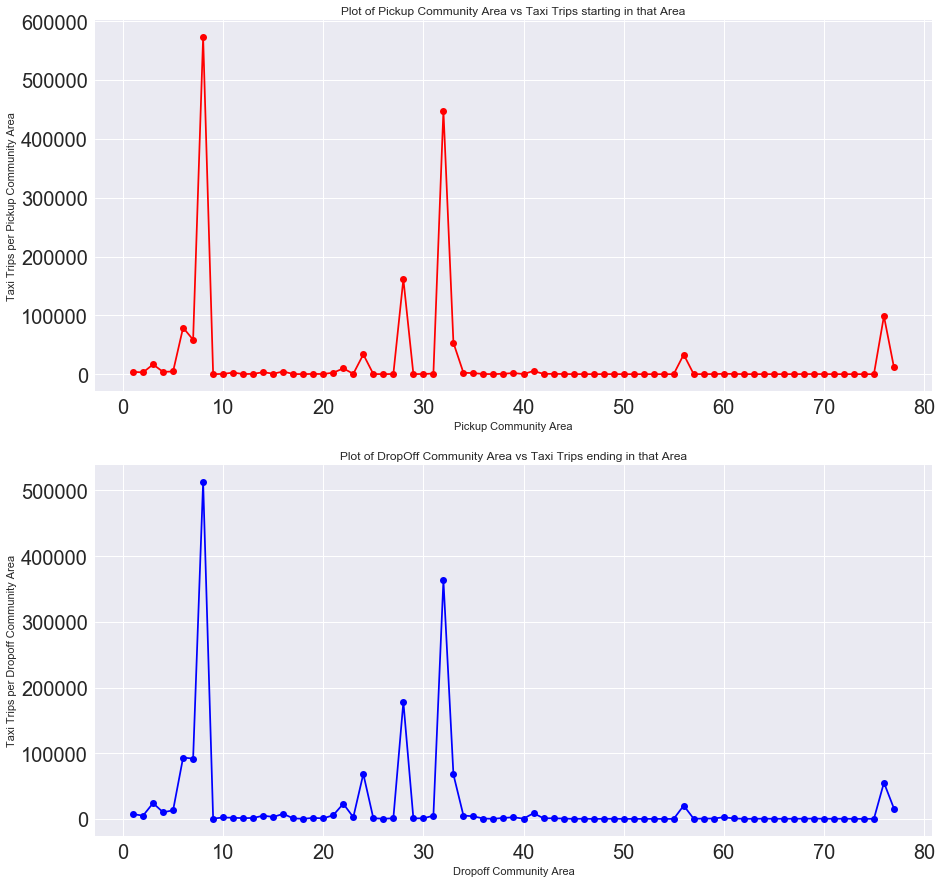 Plot of Pickup Community Area vs Taxi Trips starting in that Area
Taxi Trips per Pickup Community Area
600000
500000
400000
300000
200000
100000
0
0 10 20 30 40 50 60 70 80
Pickup Community Area
Plot of DropOff Community Area vs Taxi Trips ending in that Area
Taxi Trips per Dropoff Community Area
500000
400000
300000
200000
100000
0
0 10 20 30 40 50 60 70 80
Dropoff Community Area